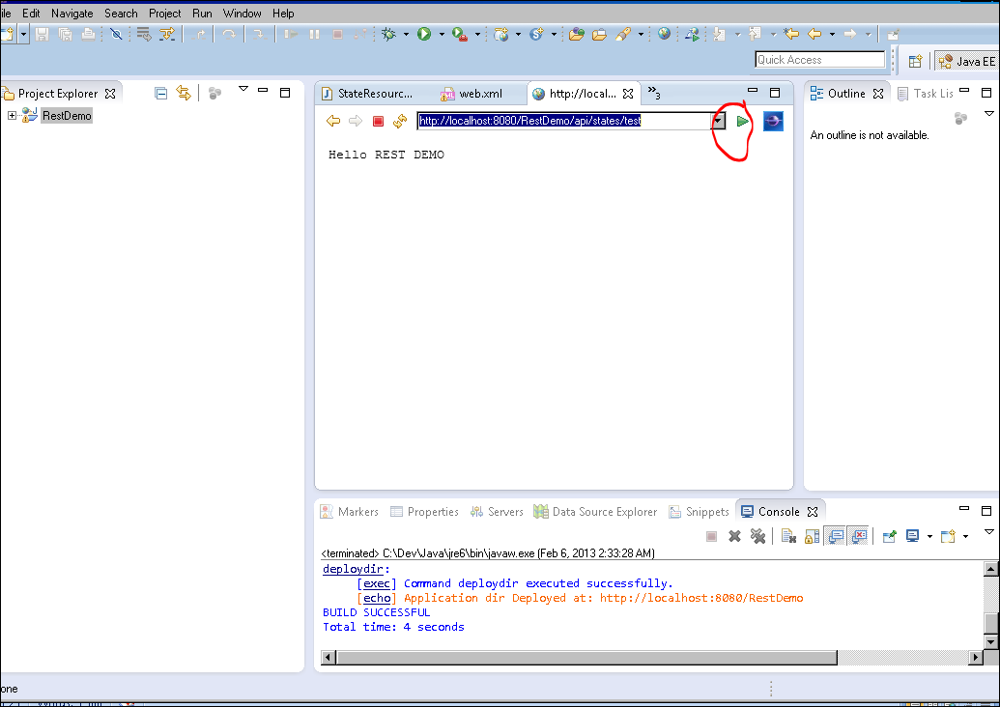 ile Edit Navigate Search Project Run Window Help
Quick Access
Java EE
Project Explorer
RestDemo
StateResourc... web.xml http://local... 3
http://localhost:8080/RestDemo/api/states/test
Hello REST DEMO
Outline Task Lis
An outline is not available.
Markers Properties Servers Data Source Explorer Snippets Console
<terminated> C:\Dev\Java\jre6\bin\javaw.exe (Feb 6, 2013 2:33:28 AM)
deploydir:
[exec] Command deploydir executed successfully.
[echo] Application dir Deployed at: http://localhost:8080/RestDemo
BUILD SUCCESSFUL
Total time: 4 seconds
one